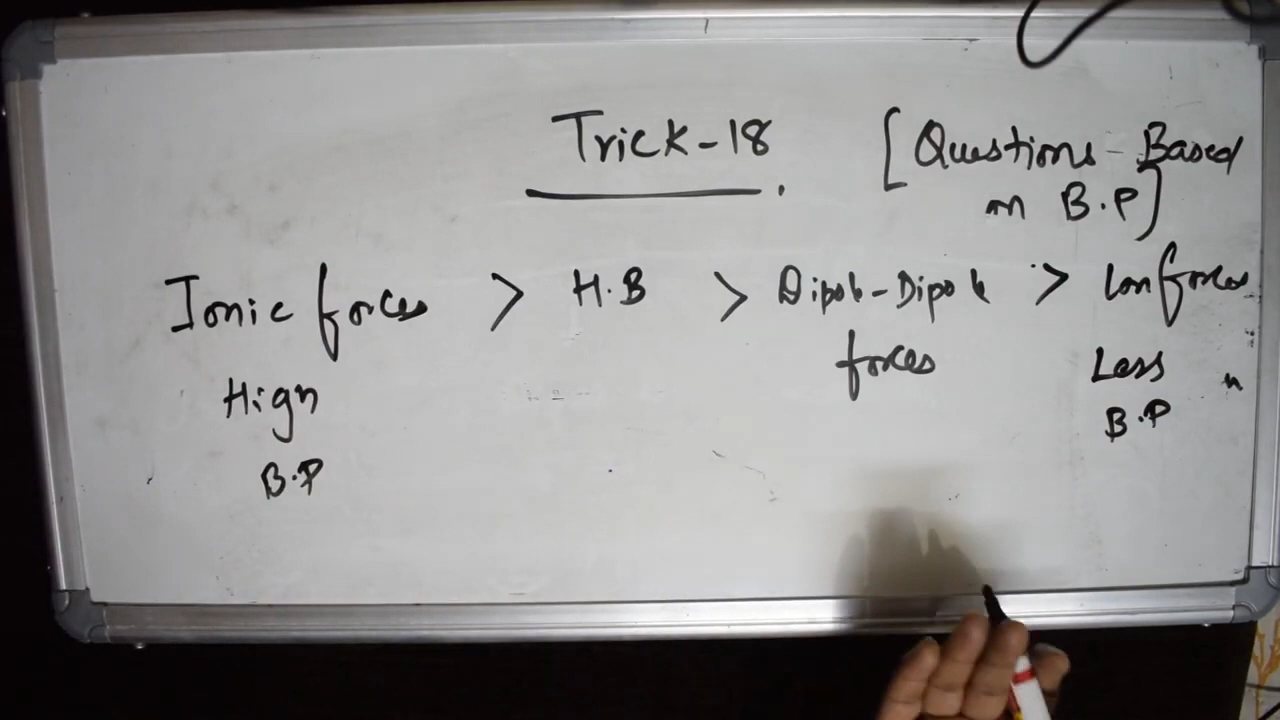 Trick-18 [Questions-Based
on B.P]
Ionic forces > H.B > Dipole-Dipole > Lon forces
forces
High
Less
B.P
B.P